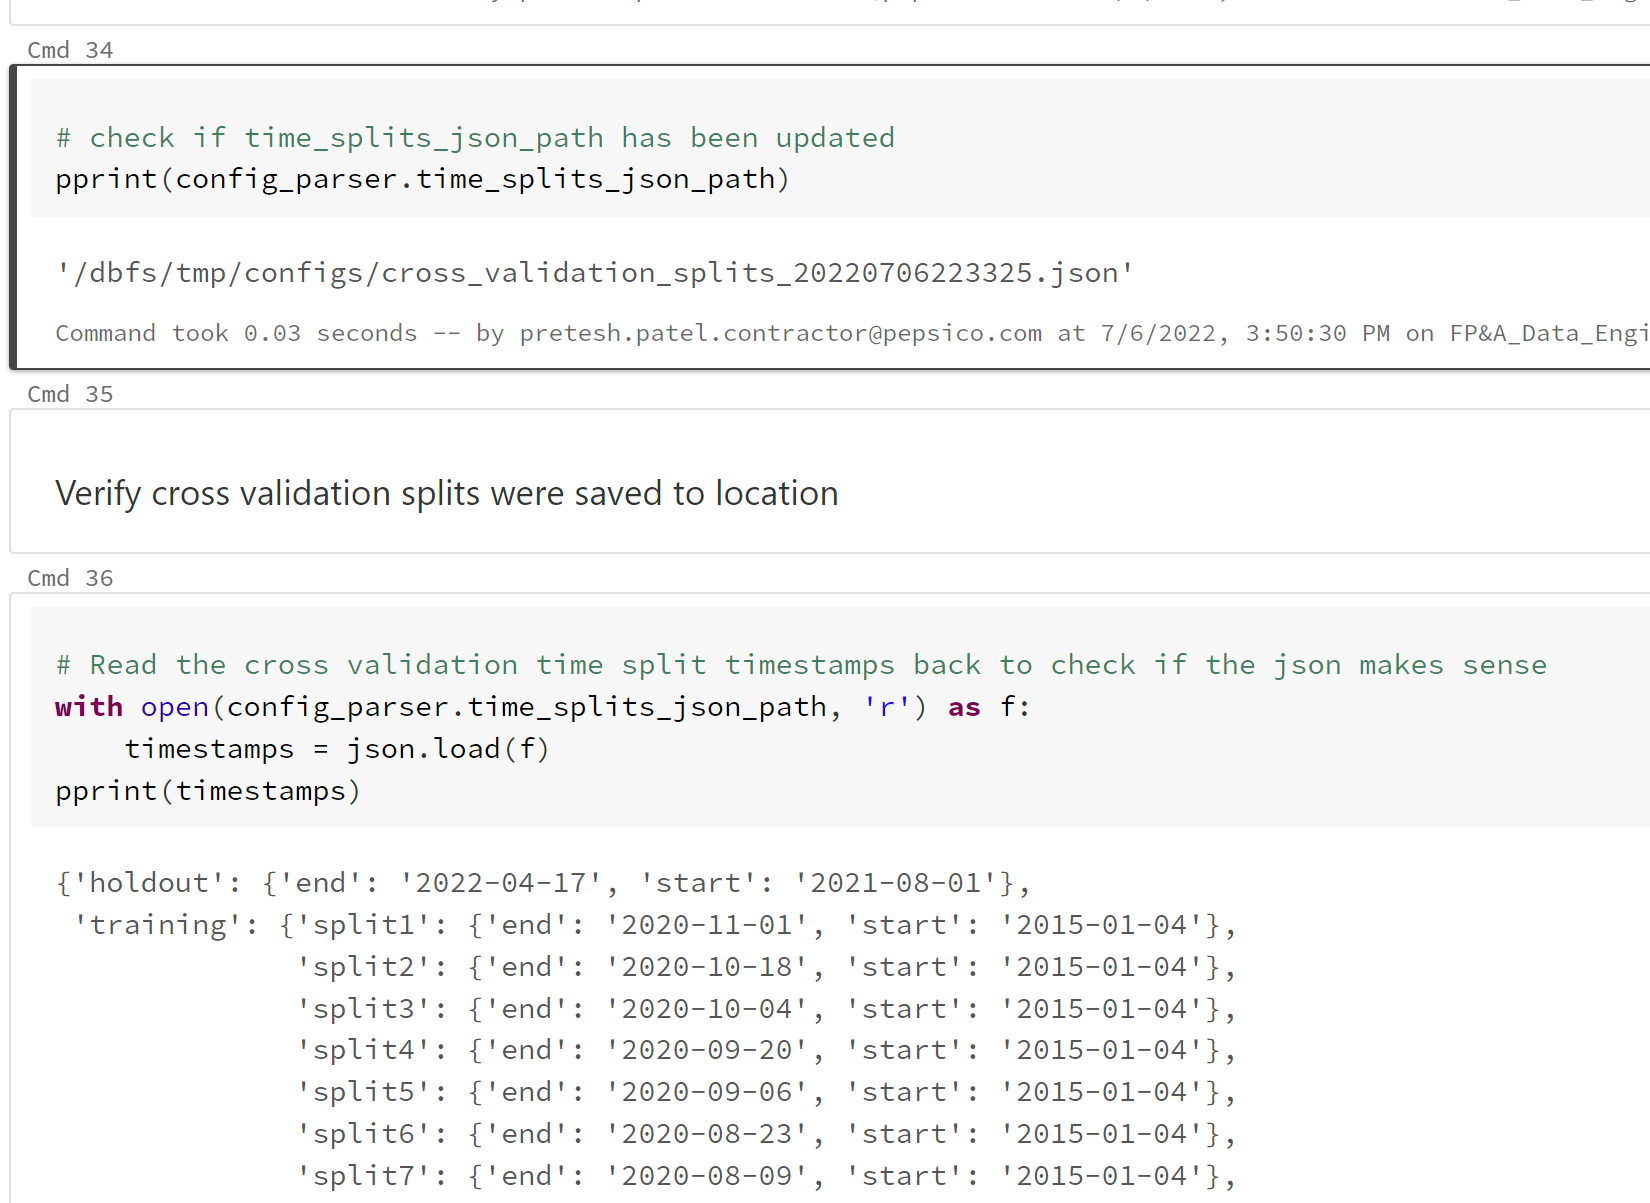 Cmd 34
# check if time_splits_json_path has been updated
pprint(config_parser.time_splits_json_path)
'/dbfs/tmp/configs/cross_validation_splits_20220706223325.json'
Command took 0.03 seconds -- by pretesh.patel.contractor@pepsico.com at 7/6/2022, 3:50:30 PM on FP&A_Data_Engi
Cmd 35
Verify cross validation splits were saved to location
Cmd 36
# Read the cross validation time split timestamps back to check if the json makes sense
with open(config_parser.time_splits_json_path, 'r') as f:
    timestamps = json.load(f)
pprint(timestamps)
{'holdout': {'end': '2022-04-17', 'start': '2021-08-01'},
 'training': {'split1': {'end': '2020-11-01', 'start': '2015-01-04'},
              'split2': {'end': '2020-10-18', 'start': '2015-01-04'},
              'split3': {'end': '2020-10-04', 'start': '2015-01-04'},
              'split4': {'end': '2020-09-20', 'start': '2015-01-04'},
              'split5': {'end': '2020-09-06', 'start': '2015-01-04'},
              'split6': {'end': '2020-08-23', 'start': '2015-01-04'},
              'split7': {'end': '2020-08-09', 'start': '2015-01-04'},